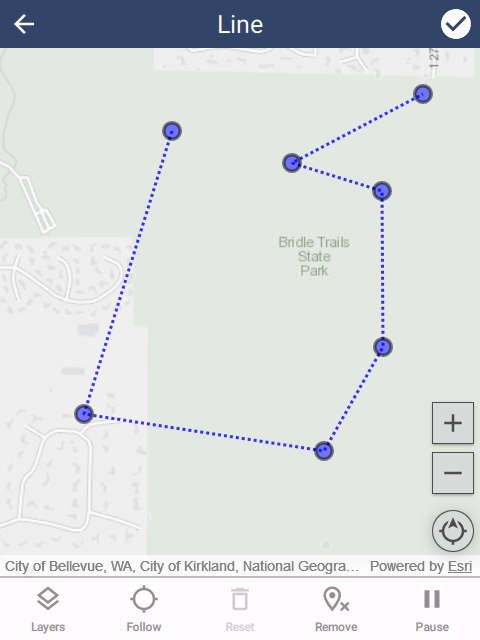 Line
127
Bridle Trails
State
Park
City of Bellevue, WA, City of Kirkland, National Geogra... Powered by Esri
Layers Follow Reset Remove Pause